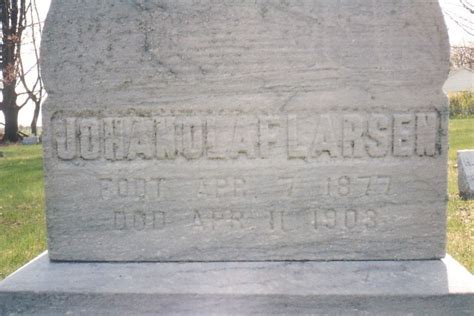 JOHAN OLAF LARSEN
FODT APR. 7 1877
DOD APR. 11 1903